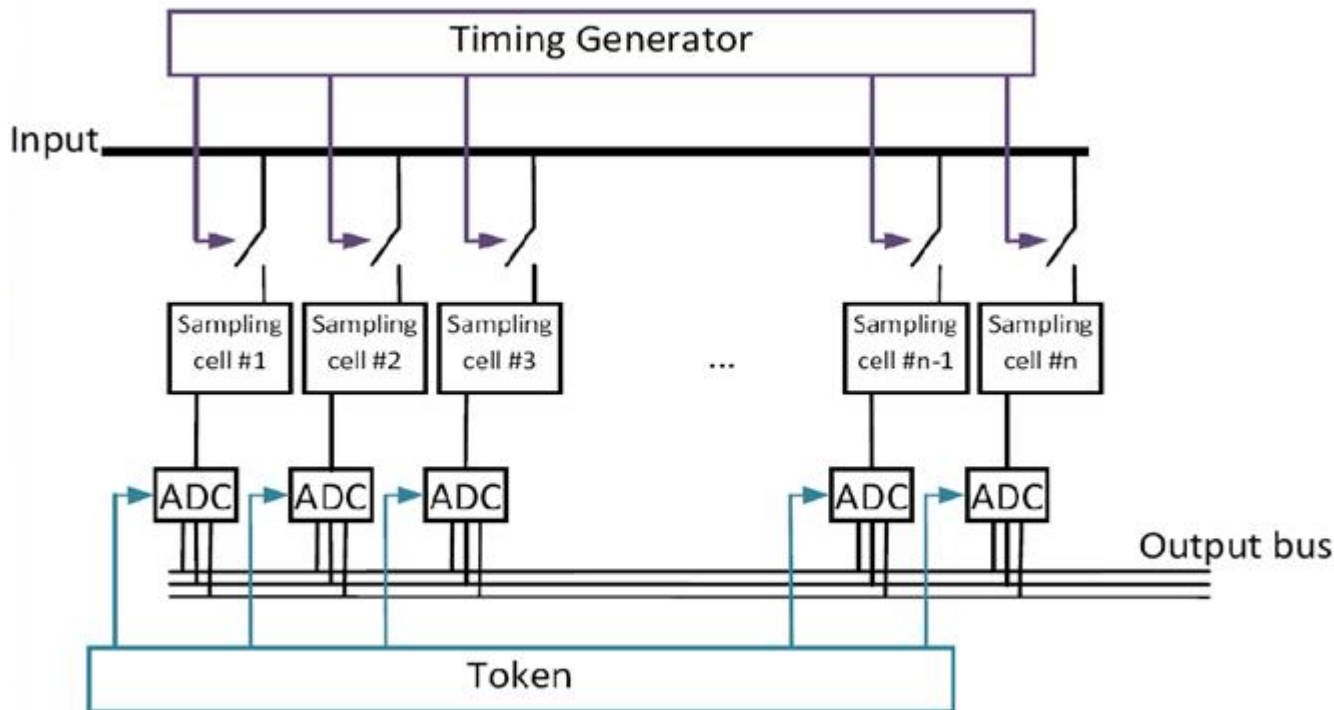 Timing Generator
Input
Sampling
cell #1
Sampling
cell #2
Sampling
cell #3
...
Sampling
cell #n-1
Sampling
cell #n
ADC
ADC
ADC
ADC
ADC
Output bus
Token